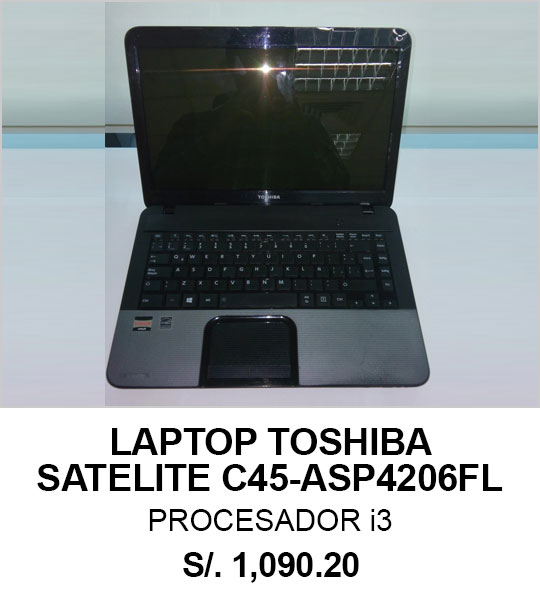 TOSHIBA
LAPTOP TOSHIBA
SATELITE C45-ASP4206FL
PROCESADOR i3
S/. 1,090.20